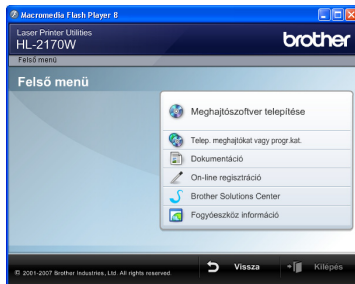 Macromedia Flash Player 8
Laser Printer Utilities
HL-2170W
brother
Felső menü
Felső menü
Meghajtószoftver telepítése
Telep. meghajtókat vagy progr.kat.
Dokumentáció
On-line regisztráció
Brother Solutions Center
Fogyóeszköz információ
© 2001-2007 Brother Industries, Ltd. All rights reserved.
Vissza
Kilépés